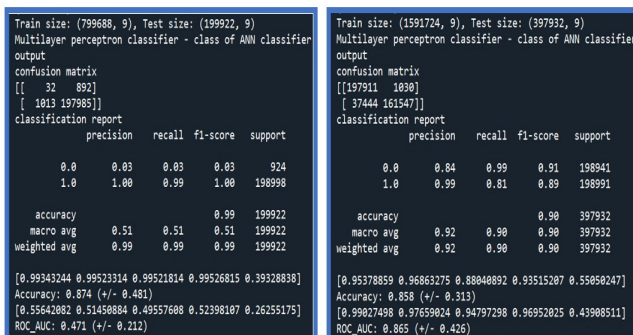 Train size: (799688, 9), Test size: (199922, 9)
Multilayer perceptron classifier - class of ANN classifier
output
confusion matrix
[[ 32 892]
[ 1013 197985]]
classification report
precision recall f1-score support
0.0 0.03 0.03 0.03 924
1.0 1.00 0.99 1.00 198998
accuracy 0.99 199922
macro avg 0.51 0.51 0.51 199922
weighted avg 0.99 0.99 0.99 199922
[0.99343244 0.99523314 0.99521814 0.99526815 0.39328838]
Accuracy: 0.874 (+/- 0.481)
[0.55642082 0.51450884 0.49557608 0.52398107 0.26255175]
ROC_AUC: 0.471 (+/- 0.212)
Train size: (1591724, 9), Test size: (397932, 9)
Multilayer perceptron classifier - class of ANN classifie
output
confusion matrix
[[197911 1030]
[ 37444 161547]]
classification report
precision recall f1-score support
0.0 0.84 0.99 0.91 198941
1.0 0.99 0.81 0.89 198991
accuracy 0.90 397932
macro avg 0.92 0.90 0.90 397932
weighted avg 0.92 0.90 0.90 397932
[0.95378859 0.96863275 0.88040892 0.93515207 0.55050247]
Accuracy: 0.858 (+/- 0.313)
[0.99027498 0.97659024 0.94797298 0.96952025 0.43908511]
ROC_AUC: 0.865 (+/- 0.426)